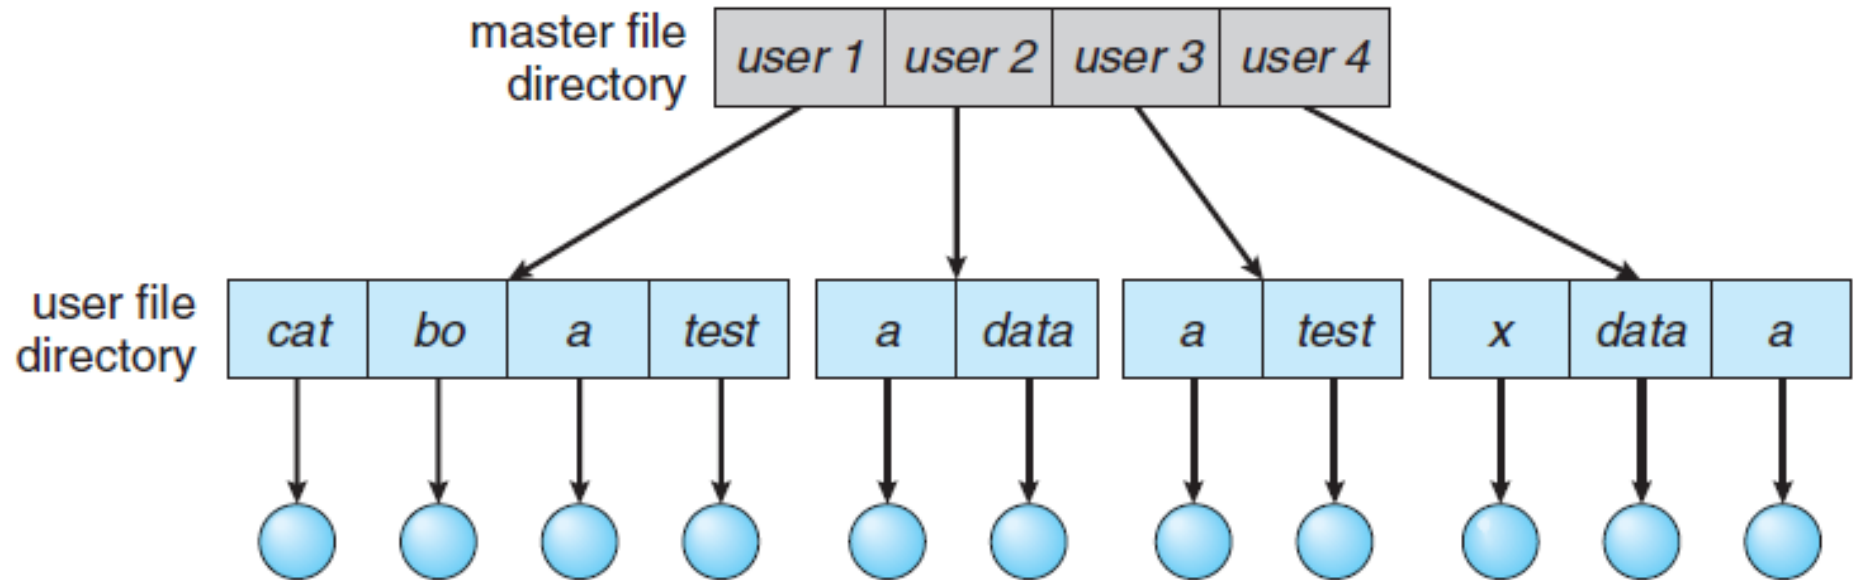 master file
directory
user 1 user 2 user 3 user 4
user file
directory
cat bo a test a data a test x data a